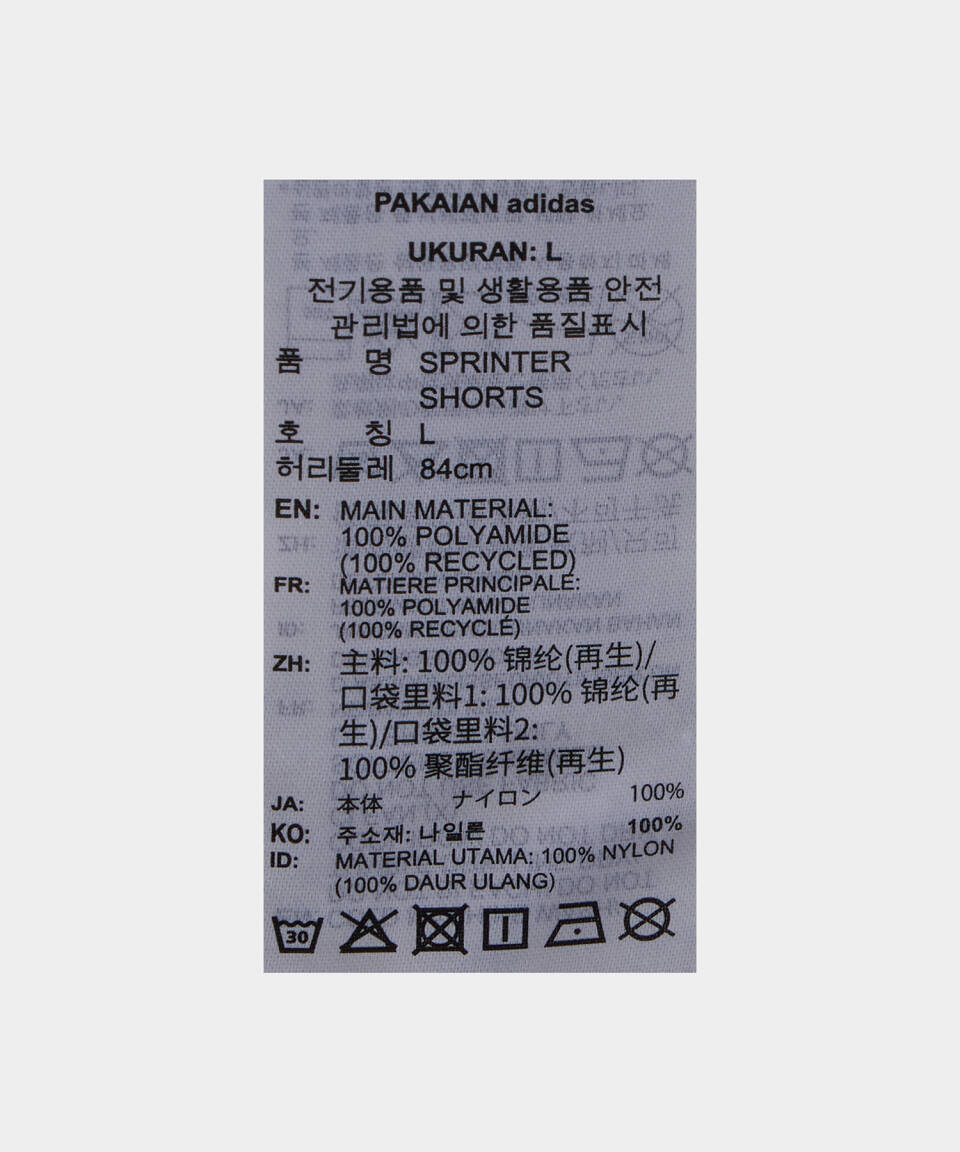 PAKAIAN adidas
UKURAN: L
전기용품 및 생활용품 안전
관리법에 의한 품질표시
품 명 SPRINTER
SHORTS
호 칭 L
허리둘레 84cm
EN: MAIN MATERIAL:
100% POLYAMIDE
(100% RECYCLED)
FR: MATIERE PRINCIPALE:
100% POLYAMIDE
(100% RECYCLÉ)
ZH: 主料: 100% 锦纶(再生)/
口袋里料1: 100% 锦纶(再
生)/口袋里料2:
100% 聚酯纤维(再生)
JA: 本体 ナイロン 100%
KO: 주소재: 나일론 100%
ID: MATERIAL UTAMA: 100% NYLON
(100% DAUR ULANG)
30